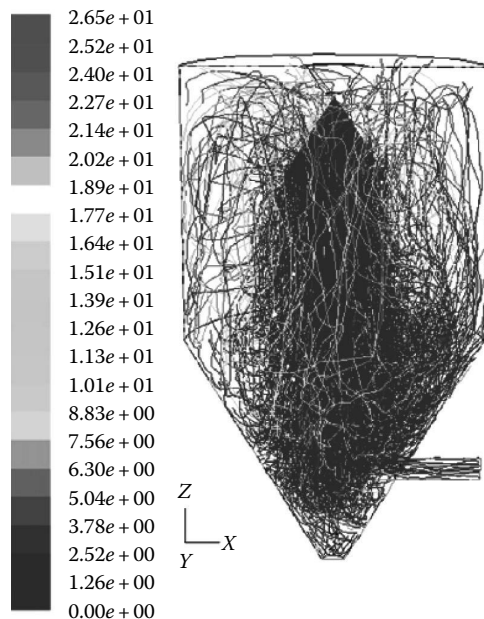 2.65e + 01
2.52e + 01
2.40e + 01
2.27e + 01
2.14e + 01
2.02e + 01
1.89e + 01
1.77e + 01
1.64e + 01
1.51e + 01
1.39e + 01
1.26e + 01
1.13e + 01
1.01e + 01
8.83e + 00
7.56e + 00
6.30e + 00
5.04e + 00
3.78e + 00
2.52e + 00
1.26e + 00
0.00e + 00
Z
X
Y